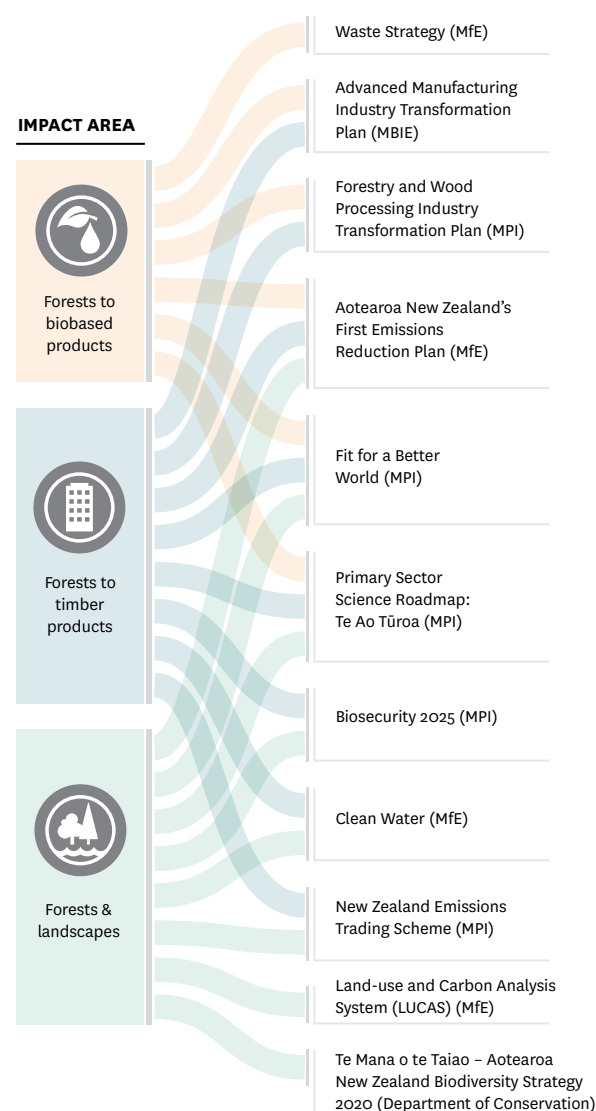 IMPACT AREA
Forests to
biobased
products
Forests to
timber
products
Forests &
landscapes
Waste Strategy (MfE)
Advanced Manufacturing
Industry Transformation
Plan (MBIE)
Forestry and Wood
Processing Industry
Transformation Plan (MPI)
Aotearoa New Zealand’s
First Emissions
Reduction Plan (MfE)
Fit for a Better
World (MPI)
Primary Sector
Science Roadmap:
Te Ao Tūroa (MPI)
Biosecurity 2025 (MPI)
Clean Water (MfE)
New Zealand Emissions
Trading Scheme (MPI)
Land-use and Carbon Analysis
System (LUCAS) (MfE)
Te Mana o te Taiao – Aotearoa
New Zealand Biodiversity Strategy
2020 (Department of Conservation)